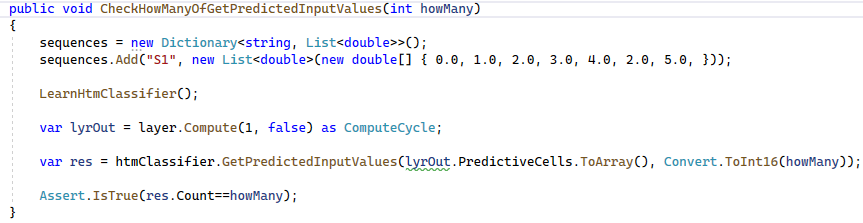 public void CheckHowManyOfGetPredictedInputValues(int howMany)
{
    sequences = new Dictionary<string, List<double>>();
    sequences.Add("S1", new List<double>(new double[] { 0.0, 1.0, 2.0, 3.0, 4.0, 2.0, 5.0, }));
    LearnHtmClassifier();
    var lyrOut = layer.Compute(1, false) as ComputeCycle;
    var res = htmClassifier.GetPredictedInputValues(lyrOut.PredictiveCells.ToArray(), Convert.ToInt16(howMany));
    Assert.IsTrue(res.Count==howMany);
}